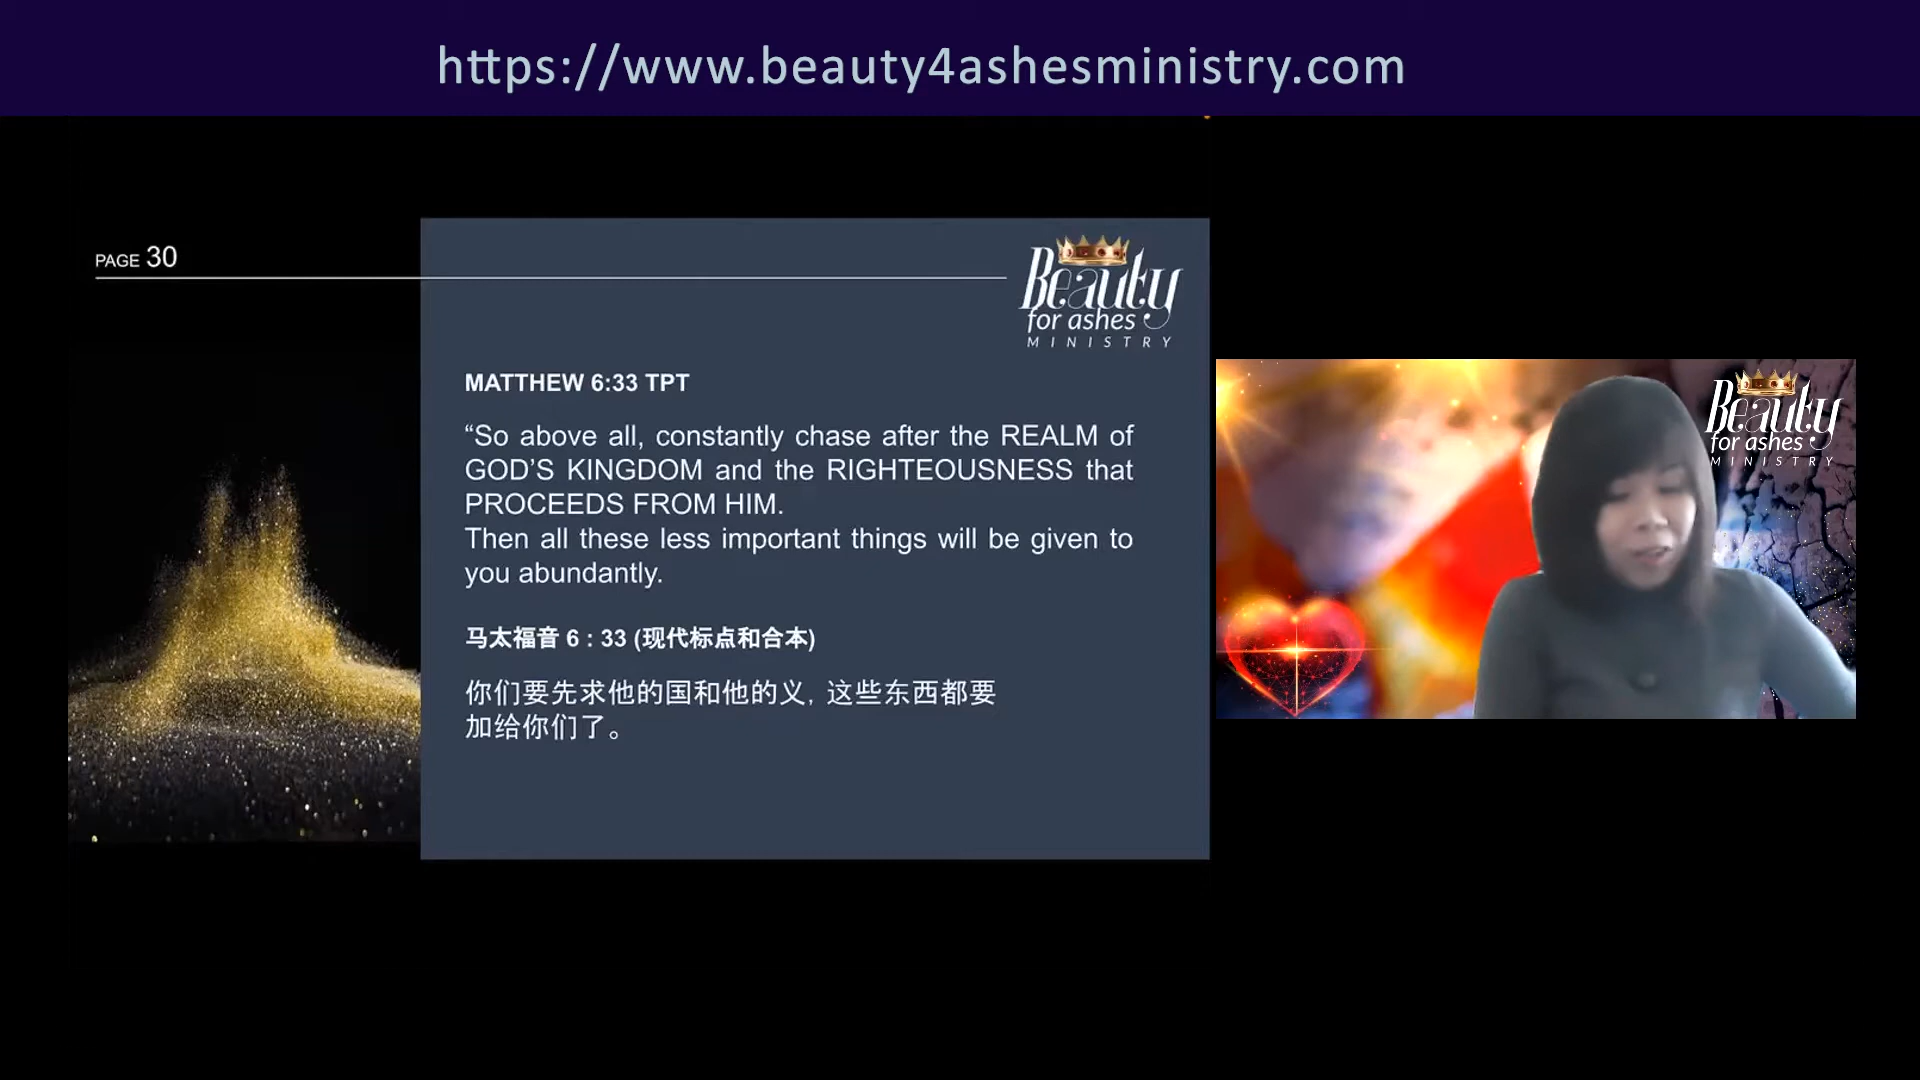 https://www.beauty4ashesministry.com
PAGE 30
Beauty
for ashes
MINISTRY
MATTHEW 6:33 TPT
“So above all, constantly chase after the REALM of
GOD’S KINGDOM and the RIGHTEOUSNESS that
PROCEEDS FROM HIM.
Then all these less important things will be given to
you abundantly.
马太福音 6 : 33 (现代标点和合本)
你们要先求他的国和他的义, 这些东西都要
加给你们了。
Beauty
for ashes
MINISTRY